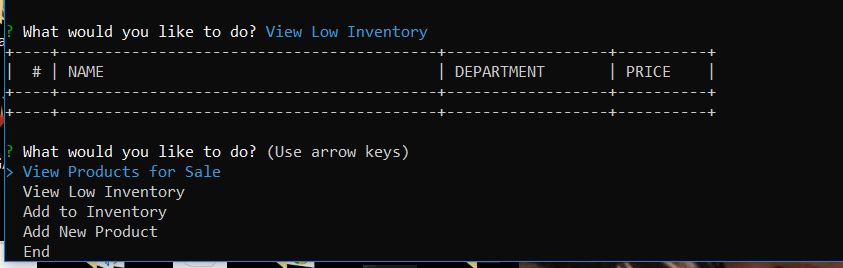 ? What would you like to do? View Low Inventory
+----+------------------------------------------+------------------+----------+
|  # | NAME                                     | DEPARTMENT       | PRICE    |
+----+------------------------------------------+------------------+----------+
+----+------------------------------------------+------------------+----------+
? What would you like to do? (Use arrow keys)
> View Products for Sale
View Low Inventory
Add to Inventory
Add New Product
End